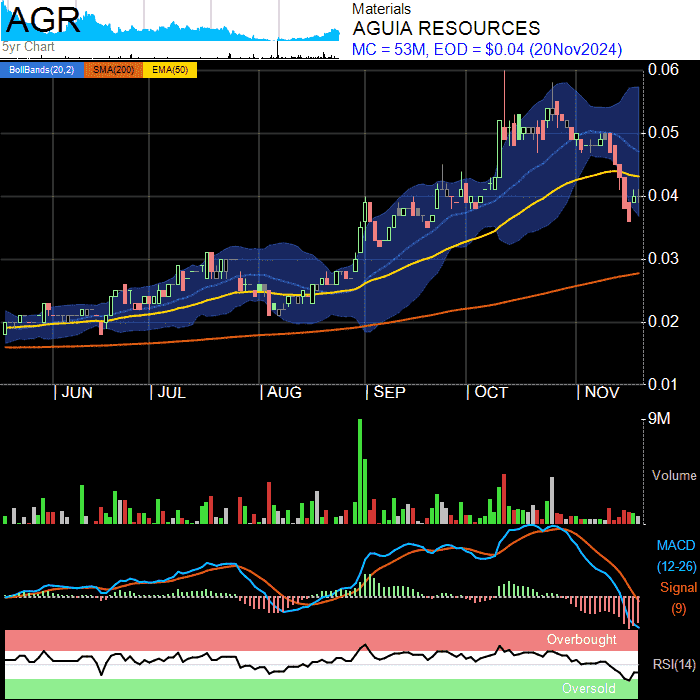 AGR
5yr Chart
Materials
AGUIA RESOURCES
MC = 53M, EOD = $0.04 (20Nov2024)
BollBands(20,2) SMA(200) EMA(50)
0.06
0.05
0.04
0.03
0.02
0.01
JUN JUL AUG SEP OCT NOV
9M
Volume
MACD
(12-26)
Signal
(9)
Overbought
RSI(14)
Oversold